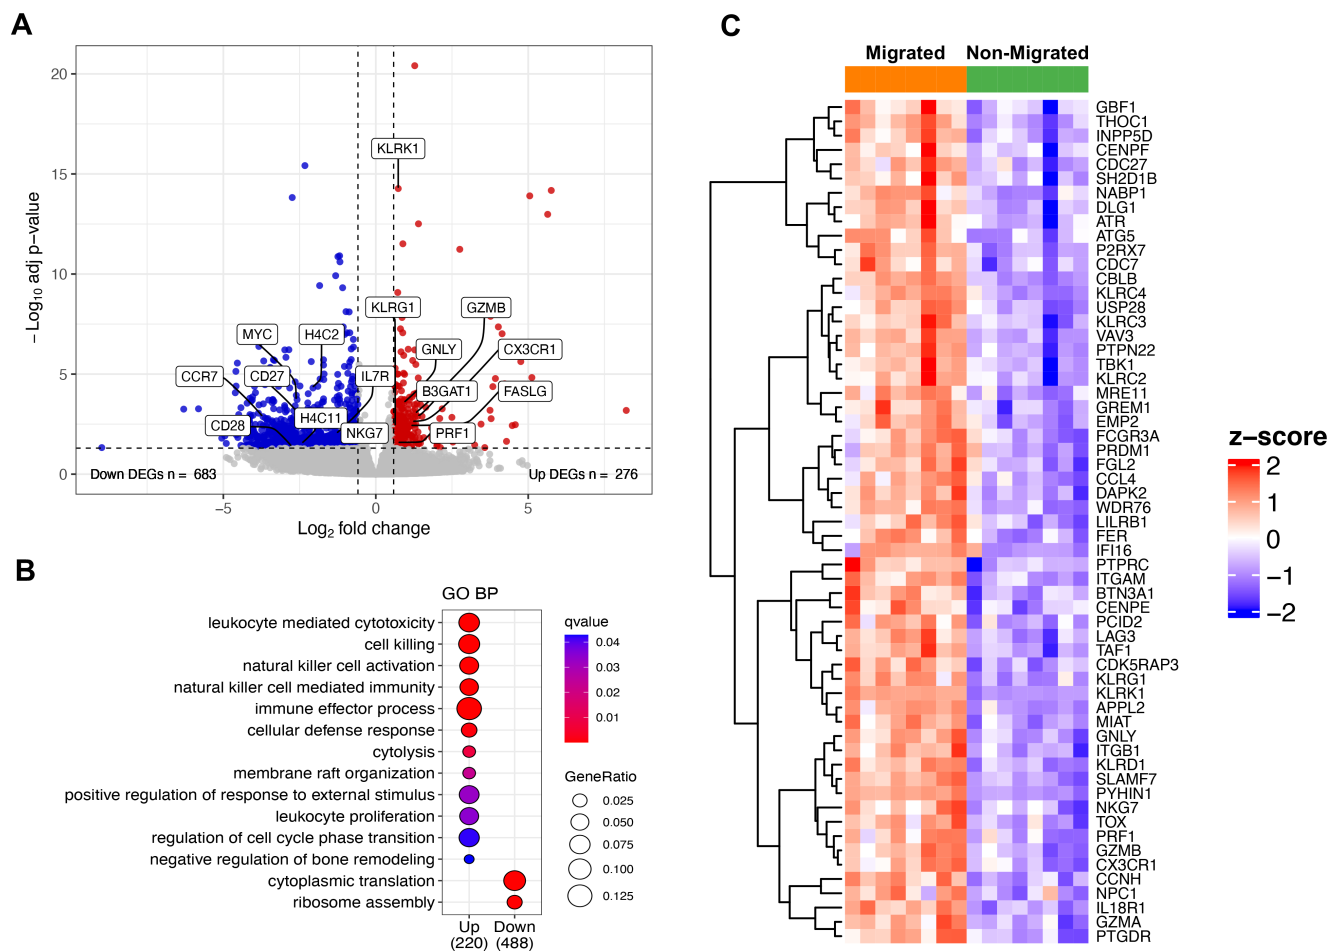 A
20
15
10
5
0
−Log10 adj p−value
KLRK1
KLRG1
GZMB
MYC
H4C2
GNLY
CX3CR1
CCR7
CD27
IL7R
B3GAT1
FASLG
CD28
H4C11
NKG7
PRF1
Down DEGs n = 683
Up DEGs n = 276
−5
0
5
Log2 fold change
B
GO BP
leukocyte mediated cytotoxicity
cell killing
natural killer cell activation
natural killer cell mediated immunity
immune effector process
cellular defense response
cytolysis
membrane raft organization
positive regulation of response to external stimulus
leukocyte proliferation
regulation of cell cycle phase transition
negative regulation of bone remodeling
cytoplasmic translation
ribosome assembly
Up
(220)
Down
(488)
qvalue
0.04
0.03
0.02
0.01
GeneRatio
0.025
0.050
0.075
0.100
0.125
C
Migrated
Non-Migrated
GBF1
THOC1
INPP5D
CENPF
CDC27
SH2D1B
NABP1
DLG1
ATR
ATG5
P2RX7
CDC7
CBLB
KLRC4
USP28
KLRC3
VAV3
PTPN22
TBK1
KLRC2
MRE11
GREM1
EMP2
FCGR3A
PRDM1
FGL2
CCL4
DAPK2
WDR76
LILRB1
FER
IFI16
PTPRC
ITGAM
BTN3A1
CENPE
PCID2
LAG3
TAF1
CDK5RAP3
KLRG1
KLRK1
APPL2
MIAT
GNLY
ITGB1
KLRD1
SLAMF7
PYHIN1
NKG7
TOX
PRF1
GZMB
CX3CR1
CCNH
NPC1
IL18R1
GZMA
PTGDR
z−score
2
1
0
−1
−2